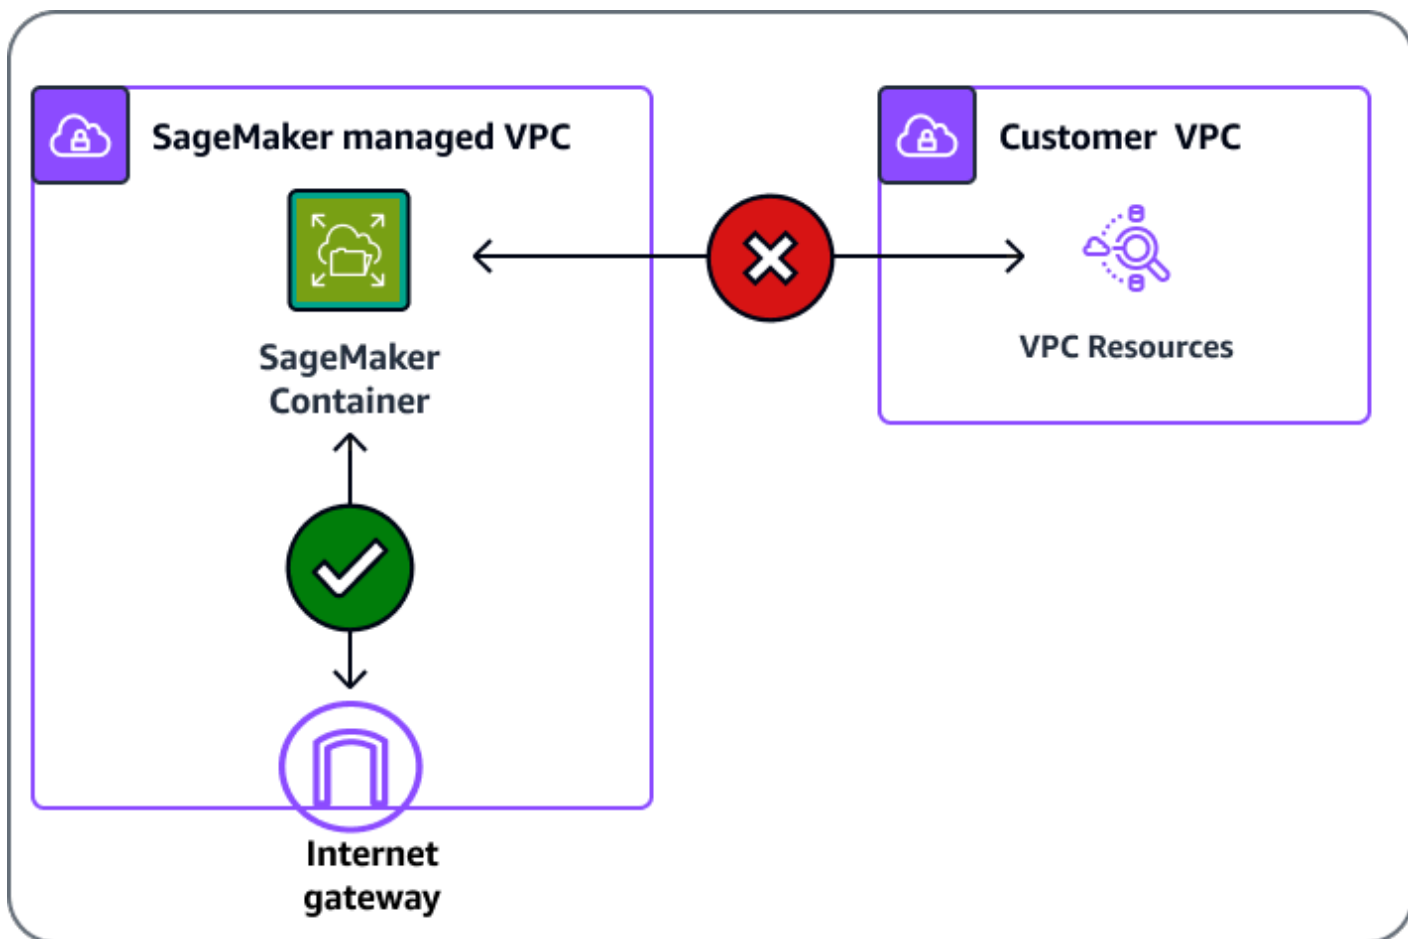 SageMaker managed VPC
Customer VPC
SageMaker
Container
VPC Resources
Internet
gateway